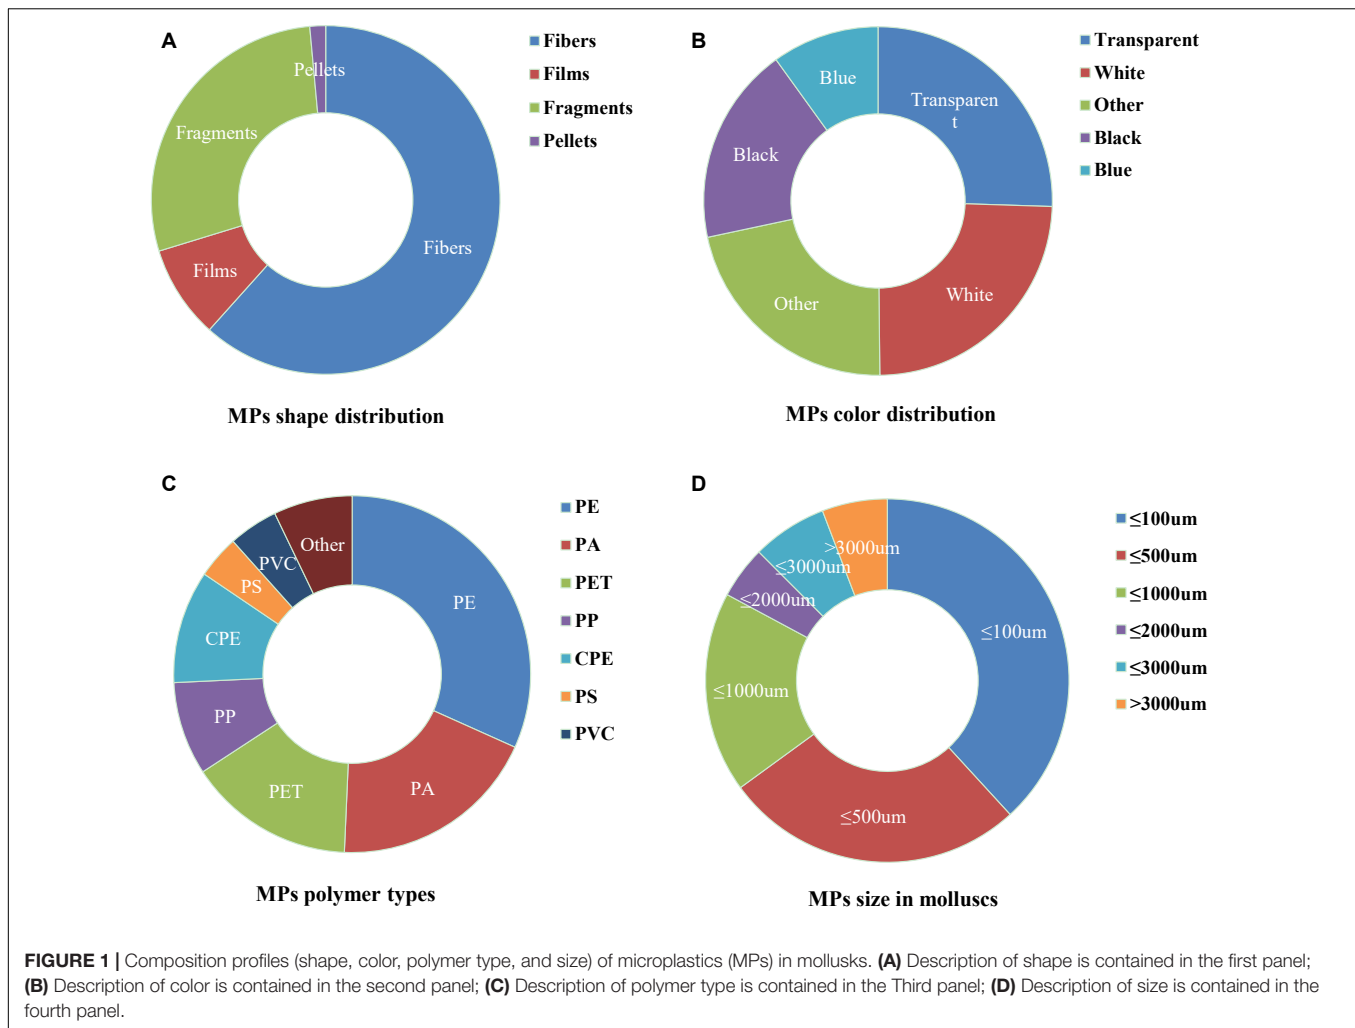 A
Fibers
Films
Fragments
Pellets
Pellets
Fragments
Films
Fibers
MPs shape distribution
B
Transparent
White
Other
Black
Blue
Blue
Transparen
t
Black
Other
White
MPs color distribution
C
PE
PA
PET
PP
CPE
PS
PVC
Other
PVC
PS
PE
CPE
PP
PET
PA
MPs polymer types
D
≤100um
≤500um
≤1000um
≤2000um
≤3000um
>3000um
>3000um
≤3000um
≤2000um
≤100um
≤1000um
≤500um
MPs size in molluscs
FIGURE 1 | Composition profiles (shape, color, polymer type, and size) of microplastics (MPs) in mollusks. (A) Description of shape is contained in the first panel;
(B) Description of color is contained in the second panel; (C) Description of polymer type is contained in the Third panel; (D) Description of size is contained in the
fourth panel.